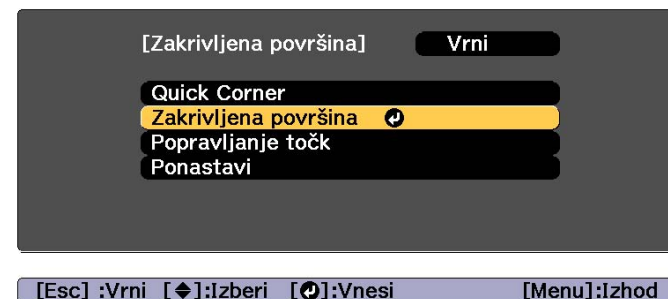 [Zakrivljena površina] Vrni
Quick Corner
Zakrivljena površina
Popravljanje točk
Ponastavi
[Esc] :Vrni [ ]:Izberi [ ]:Vnesi [Menu]:Izhod